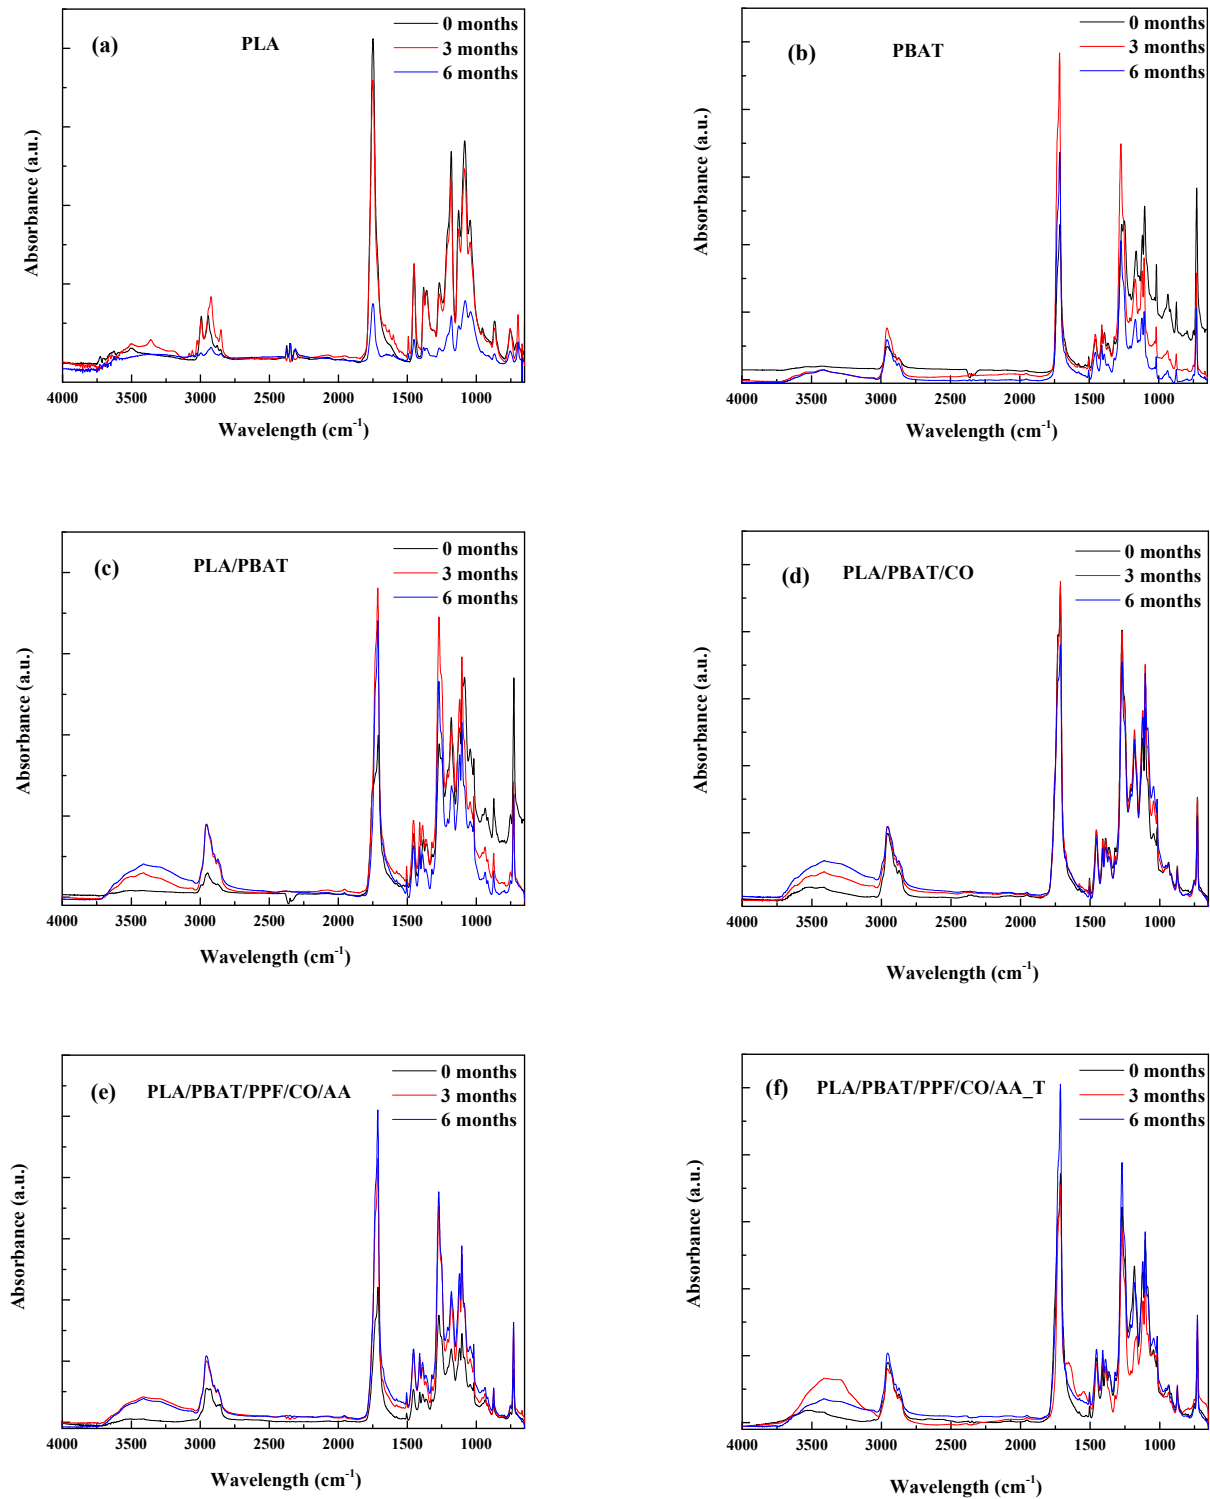 (a)
PLA
0 months
3 months
6 months
Absorbance (a.u.)
4000 3500 3000 2500 2000 1500 1000
Wavelength (cm-1)
(b)
PBAT
0 months
3 months
6 months
Absorbance (a.u.)
4000 3500 3000 2500 2000 1500 1000
Wavelength (cm-1)
(c)
PLA/PBAT
0 months
3 months
6 months
Absorbance (a.u.)
4000 3500 3000 2500 2000 1500 1000
Wavelength (cm-1)
(d)
PLA/PBAT/CO
0 months
3 months
6 months
Absorbance (a.u.)
4000 3500 3000 2500 2000 1500 1000
Wavelength (cm-1)
(e)
PLA/PBAT/PPF/CO/AA
0 months
3 months
6 months
Absorbance (a.u.)
4000 3500 3000 2500 2000 1500 1000
Wavelength (cm-1)
(f)
PLA/PBAT/PPF/CO/AA_T
0 months
3 months
6 months
Absorbance (a.u.)
4000 3500 3000 2500 2000 1500 1000
Wavelength (cm-1)